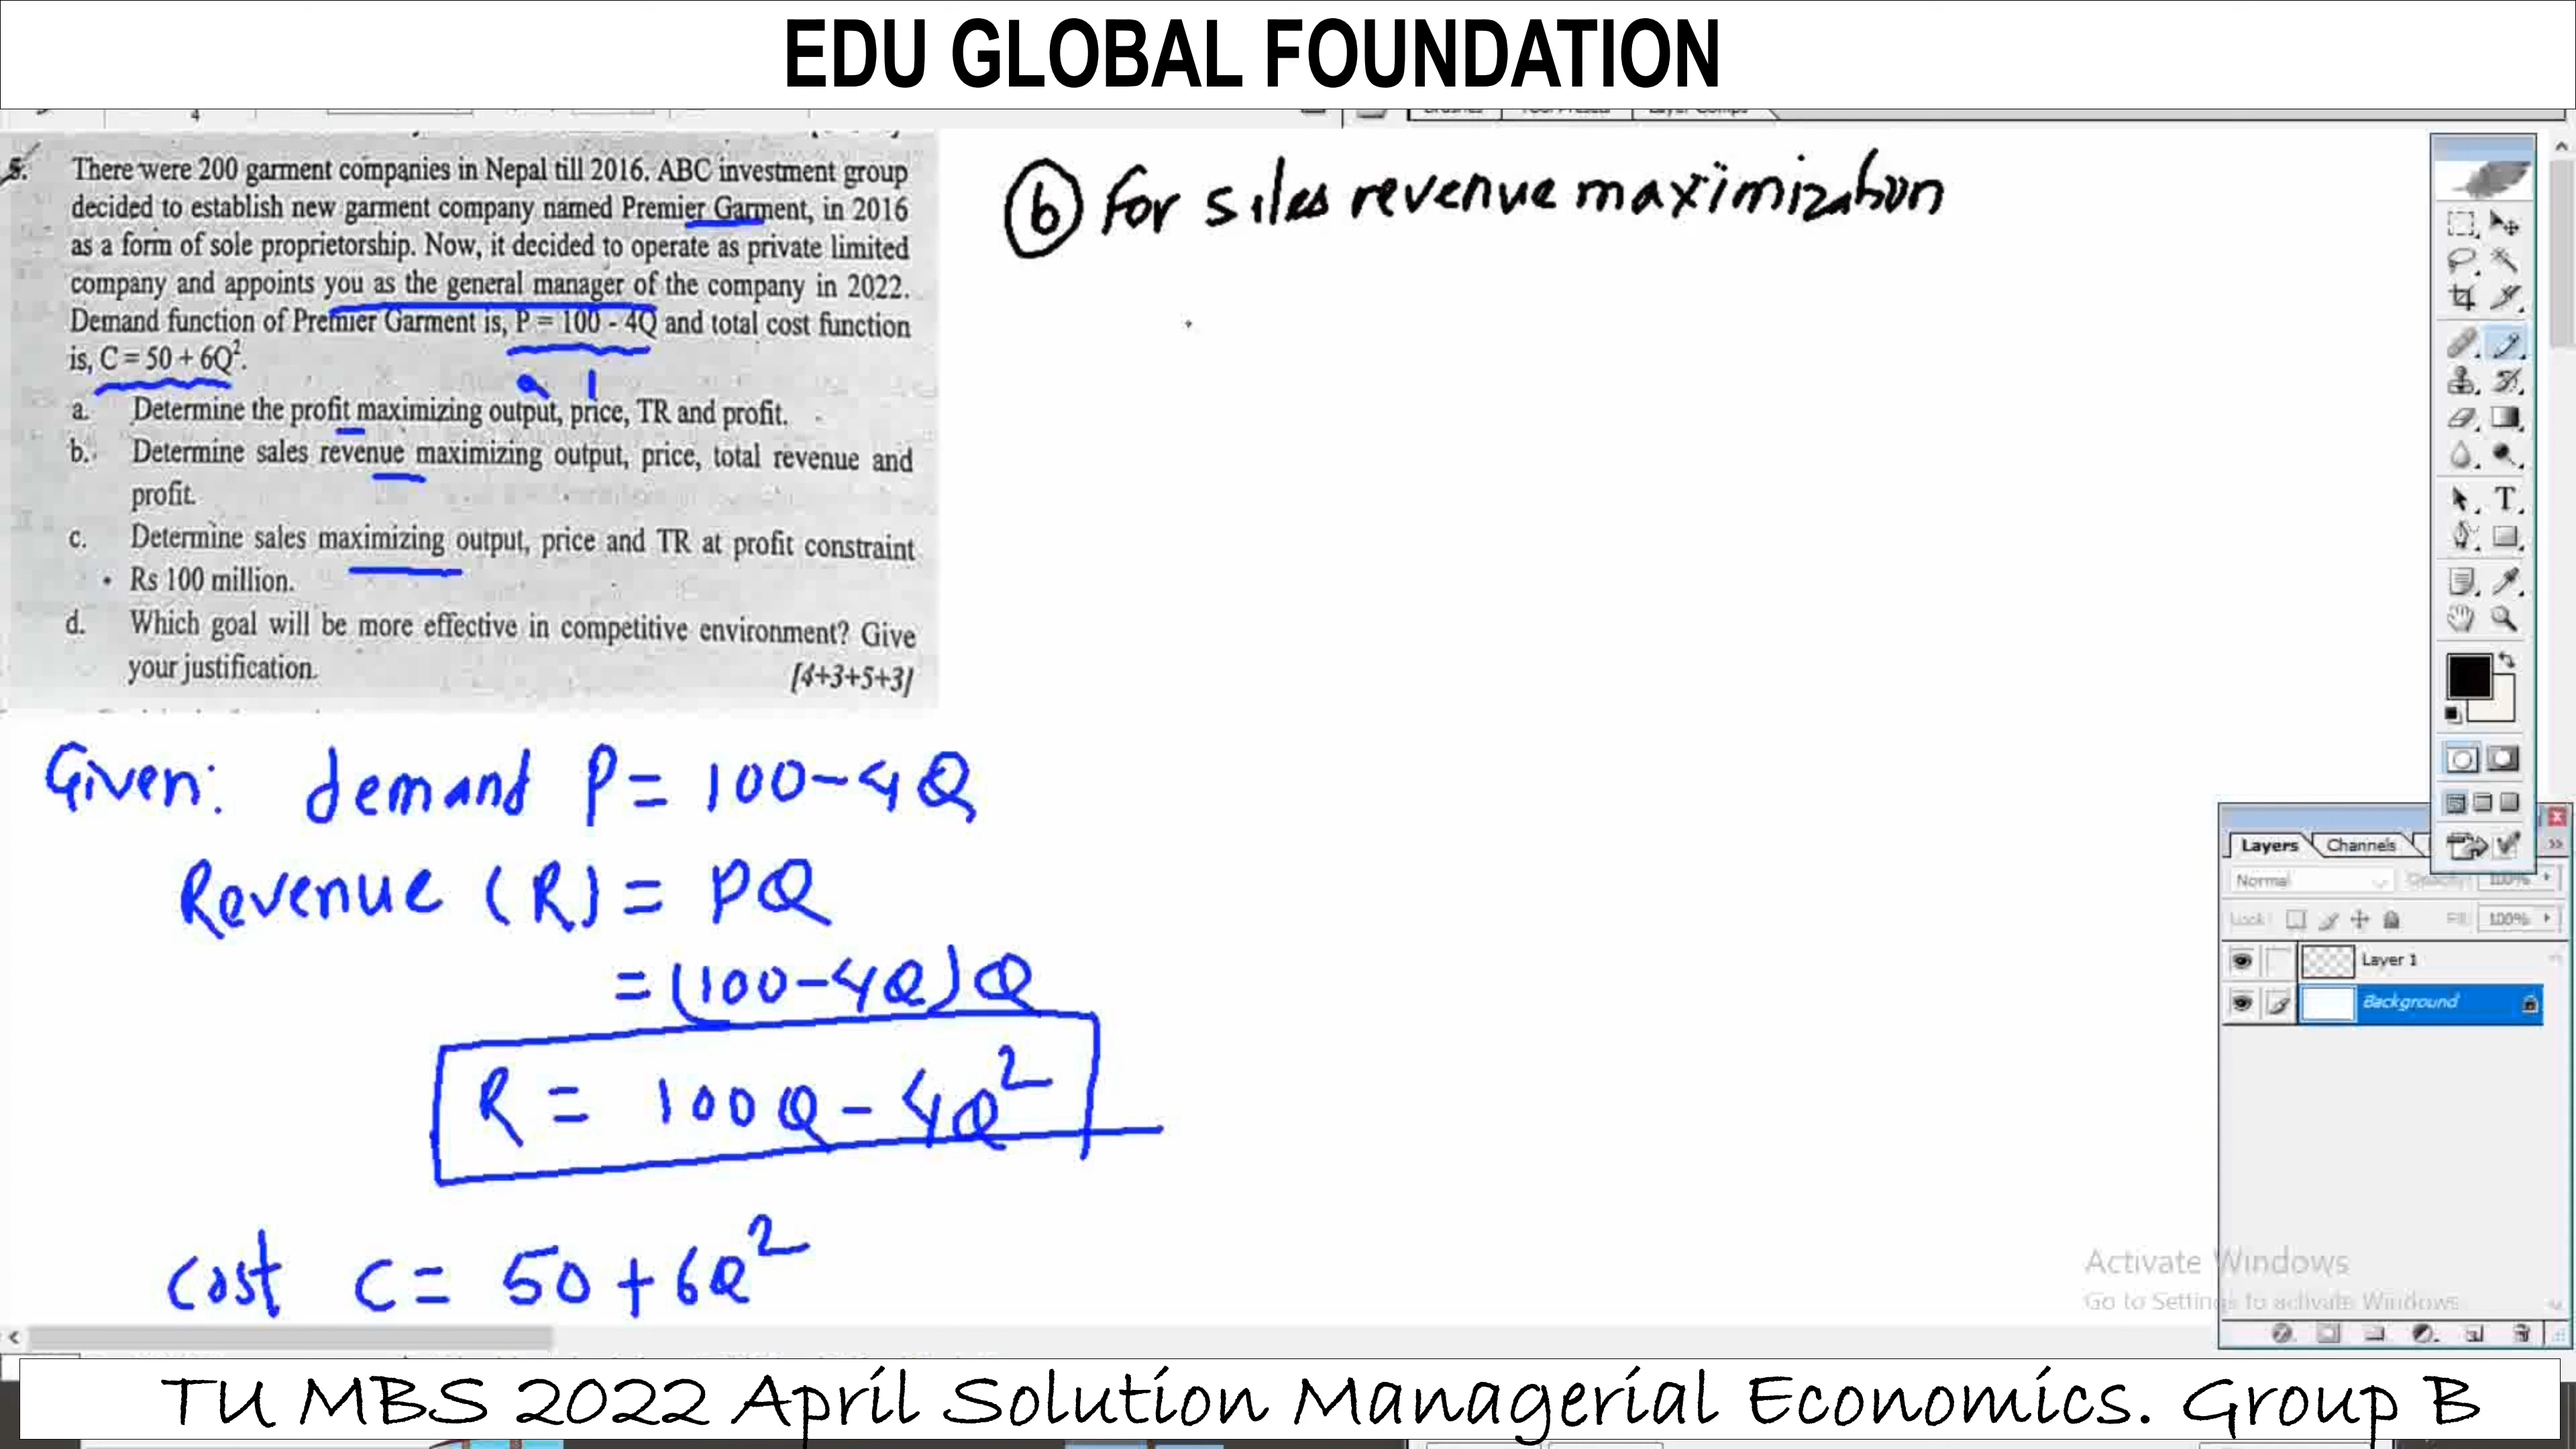 EDU GLOBAL FOUNDATION
4
5. There were 200 garment companies in Nepal till 2016. ABC investment group
decided to establish new garment company named Premier Garment, in 2016
as a form of sole proprietorship. Now, it decided to operate as private limited
company and appoints you as the general manager of the company in 2022.
Demand function of Premier Garment is, P = 100 - 4Q and total cost function
is, C = 50 + 6Q².
a. Determine the profit maximizing output, price, TR and profit.
b. Determine sales revenue maximizing output, price, total revenue and
profit.
c. Determine sales maximizing output, price and TR at profit constraint
Rs 100 million.
d. Which goal will be more effective in competitive environment? Give
your justification. [4+3+5+3]
(b) for sales revenue maximization
Given: demand P = 100-4Q
Revenue (R) = PQ
= (100-4Q)Q
R = 100Q - 4Q²
Cost C = 50 + 6Q²
Layers Channels
Normal Opacity: 100%
Lock: Fill: 100%
Layer 1
Background
Activate Windows
Go to Settings to activate Windows.
TU MBS 2022 April Solution Managerial Economics. Group B